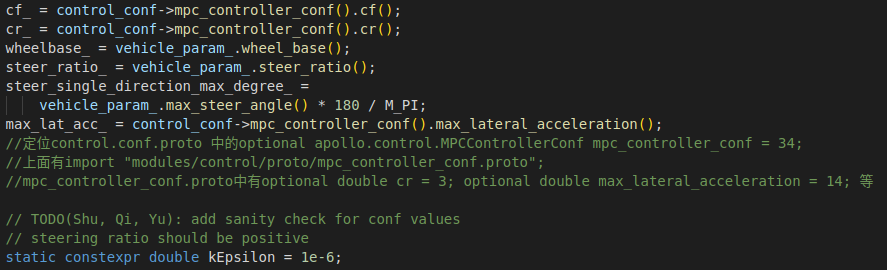 cf_ = control_conf->mpc_controller_conf().cf();
cr_ = control_conf->mpc_controller_conf().cr();
wheelbase_ = vehicle_param_.wheel_base();
steer_ratio_ = vehicle_param_.steer_ratio();
steer_single_direction_max_degree_ =
    vehicle_param_.max_steer_angle() * 180 / M_PI;
max_lat_acc_ = control_conf->mpc_controller_conf().max_lateral_acceleration();
//定位control.conf.proto 中的optional apollo.control.MPCControllerConf mpc_controller_conf = 34;
//上面有import "modules/control/proto/mpc_controller_conf.proto";
//mpc_controller_conf.proto中有optional double cr = 3; optional double max_lateral_acceleration = 14; 等
// TODO(Shu, Qi, Yu): add sanity check for conf values
// steering ratio should be positive
static constexpr double kEpsilon = 1e-6;